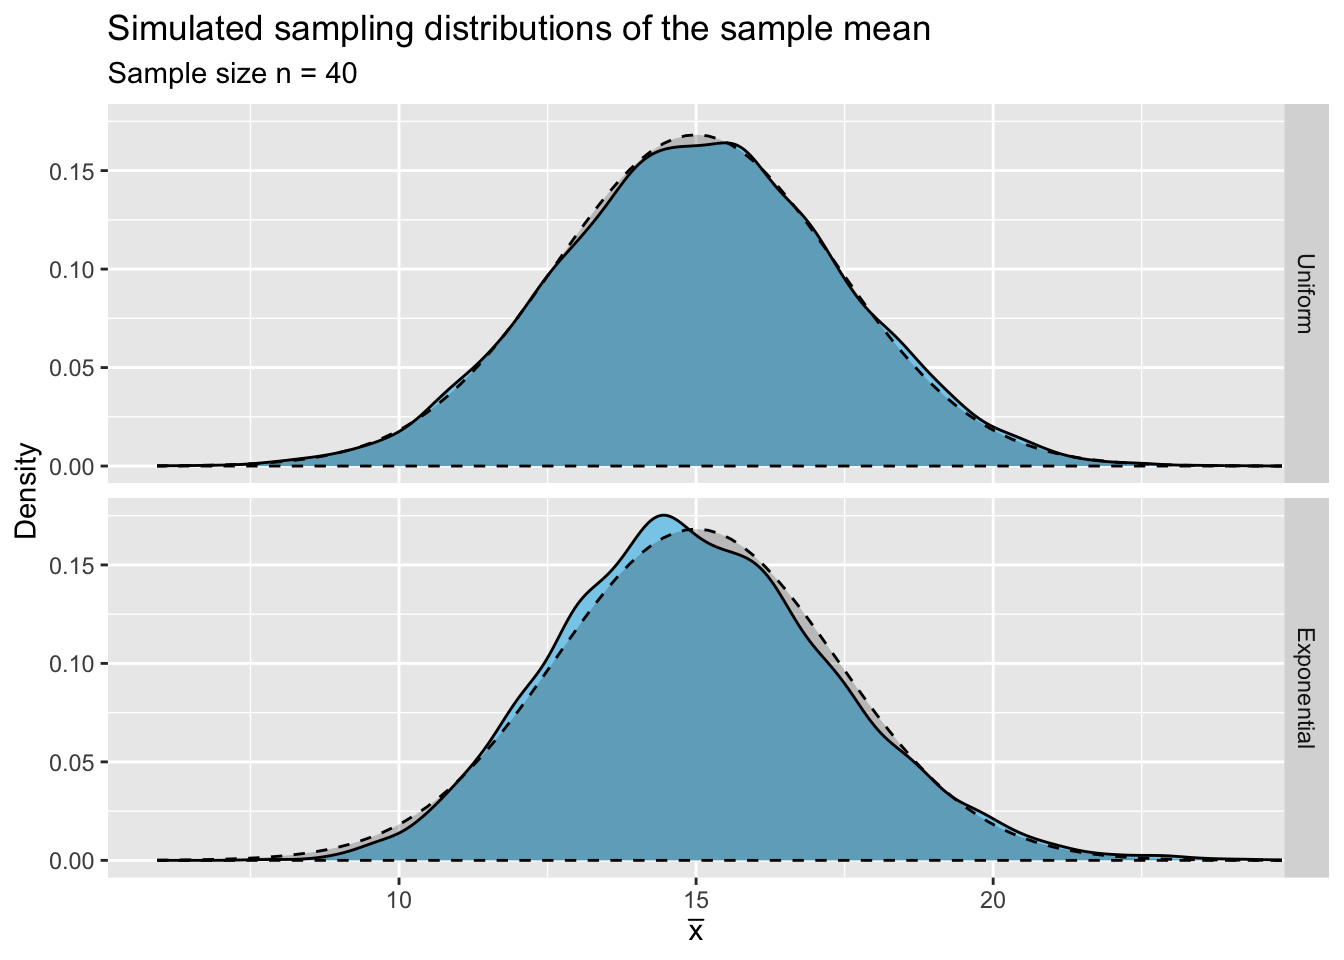 Simulated sampling distributions of the sample mean
Sample size n = 40
Density
0.15
0.10
0.05
0.00
Uniform
0.15
0.10
0.05
0.00
Exponential
10 15 20
x̅